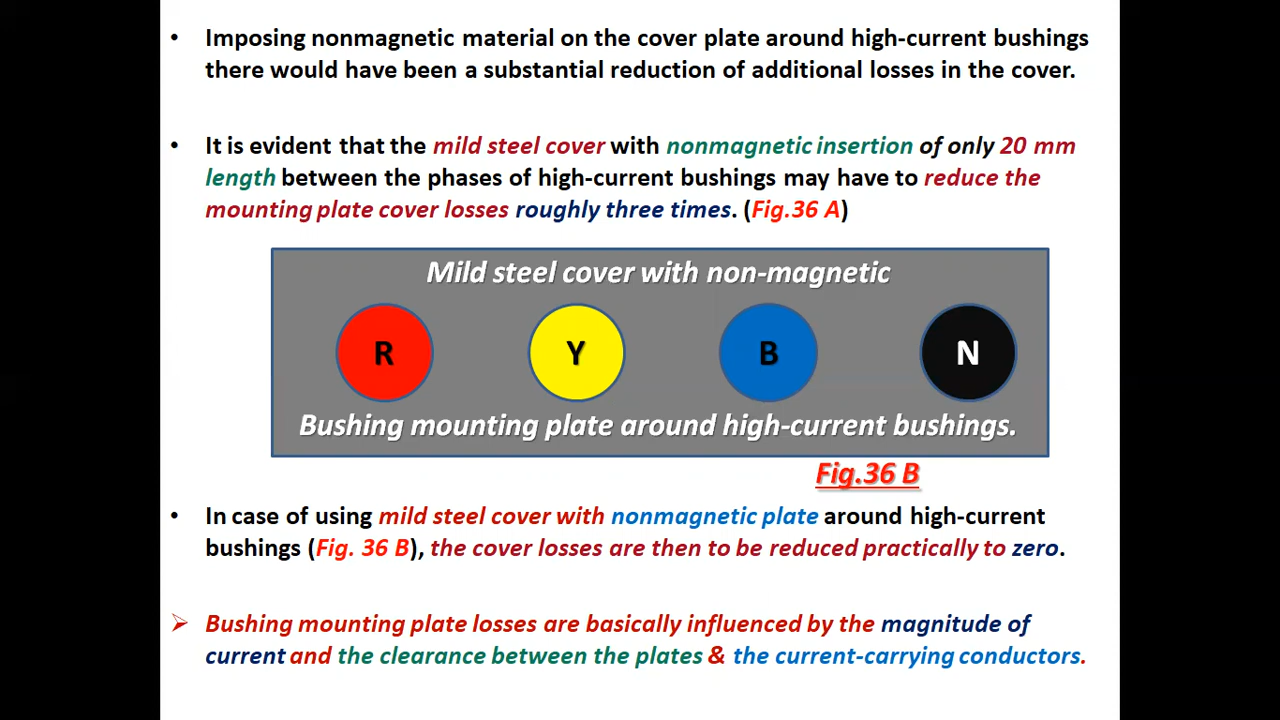 • Imposing nonmagnetic material on the cover plate around high-current bushings
there would have been a substantial reduction of additional losses in the cover.
• It is evident that the mild steel cover with nonmagnetic insertion of only 20 mm
length between the phases of high-current bushings may have to reduce the
mounting plate cover losses roughly three times. (Fig.36 A)
Mild steel cover with non-magnetic
R Y B N
Bushing mounting plate around high-current bushings.
Fig.36 B
• In case of using mild steel cover with nonmagnetic plate around high-current
bushings (Fig. 36 B), the cover losses are then to be reduced practically to zero.
➢ Bushing mounting plate losses are basically influenced by the magnitude of
current and the clearance between the plates & the current-carrying conductors.